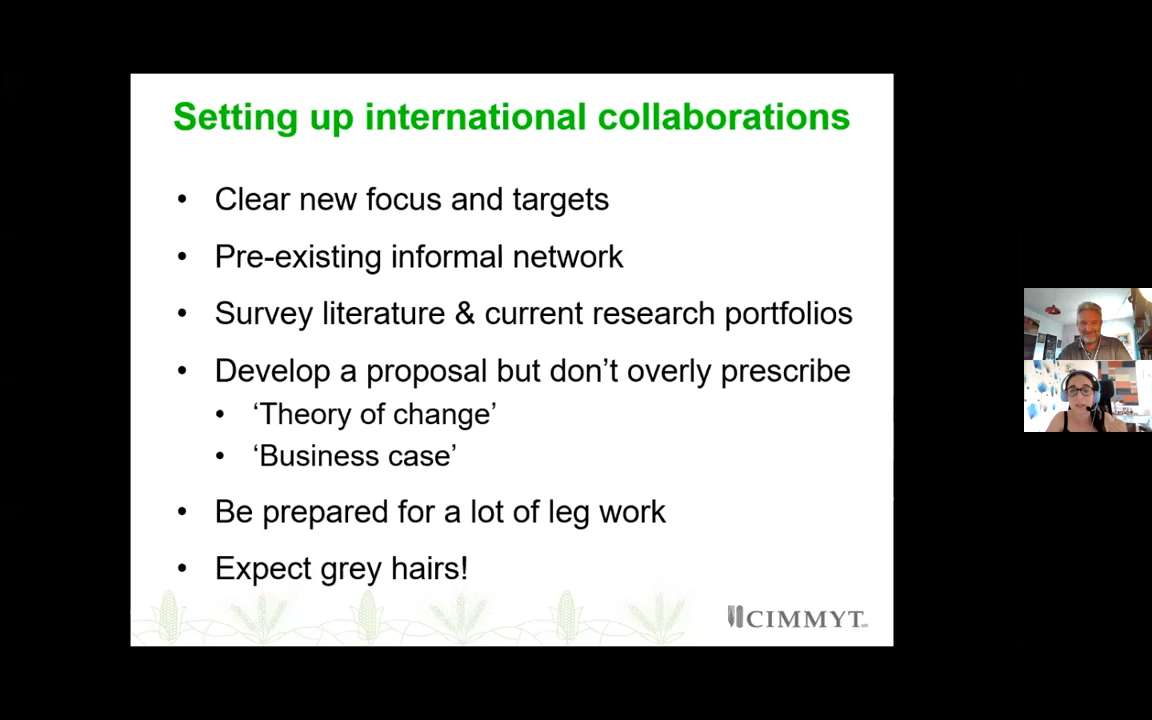 Setting up international collaborations
• Clear new focus and targets
• Pre-existing informal network
• Survey literature & current research portfolios
• Develop a proposal but don’t overly prescribe
• ‘Theory of change’
• ‘Business case’
• Be prepared for a lot of leg work
• Expect grey hairs!
CIMMYT